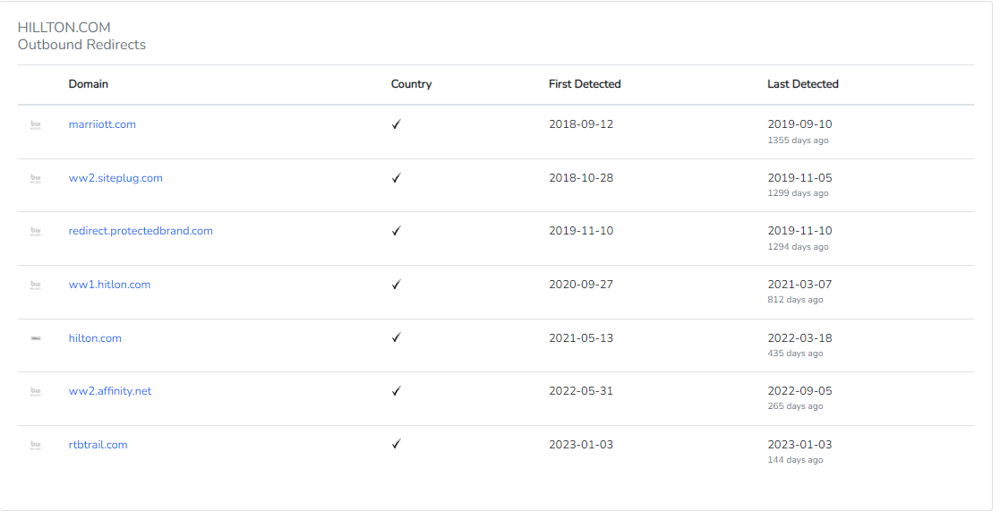 HILLTON.COM
Outbound Redirects
Domain Country First Detected Last Detected
marriiott.com ✓ 2018-09-12 2019-09-10
1355 days ago
ww2.siteplug.com ✓ 2018-10-28 2019-11-05
1299 days ago
redirect.protectedbrand.com ✓ 2019-11-10 2019-11-10
1294 days ago
ww1.hitlon.com ✓ 2020-09-27 2021-03-07
812 days ago
hilton.com ✓ 2021-05-13 2022-03-18
435 days ago
ww2.affinity.net ✓ 2022-05-31 2022-09-05
265 days ago
rtbtrail.com ✓ 2023-01-03 2023-01-03
144 days ago